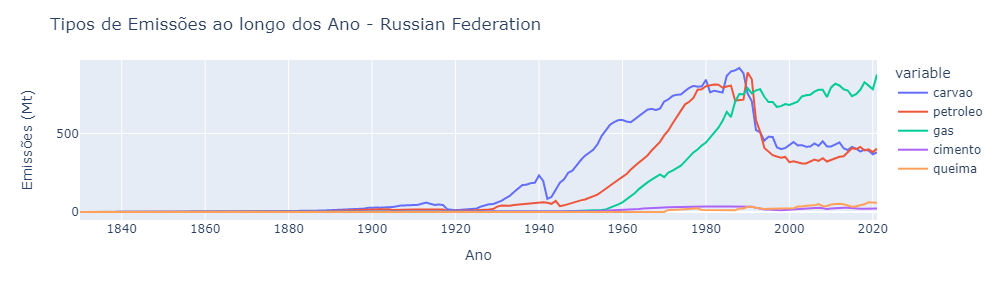 Tipos de Emissões ao longo dos Ano - Russian Federation
Emissões (Mt)
500
0
1840
1860
1880
1900
1920
1940
1960
1980
2000
2020
Ano
variable
carvao
petroleo
gas
cimento
queima